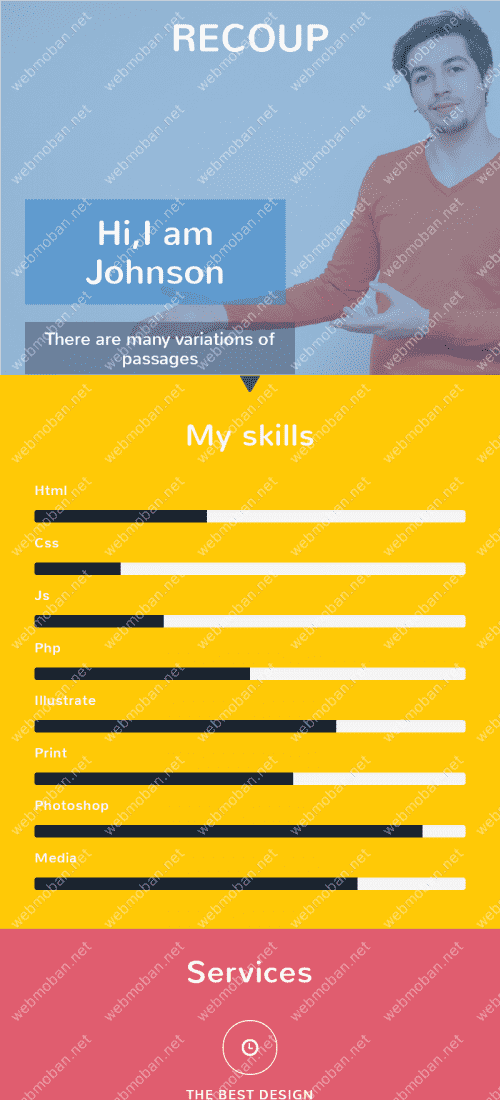 RECOUP
Hi,I am
Johnson
There are many variations of
passages
My skills
Html
Css
Js
Php
Illustrate
Print
Photoshop
Media
Services
THE BEST DESIGN
webmoban.net